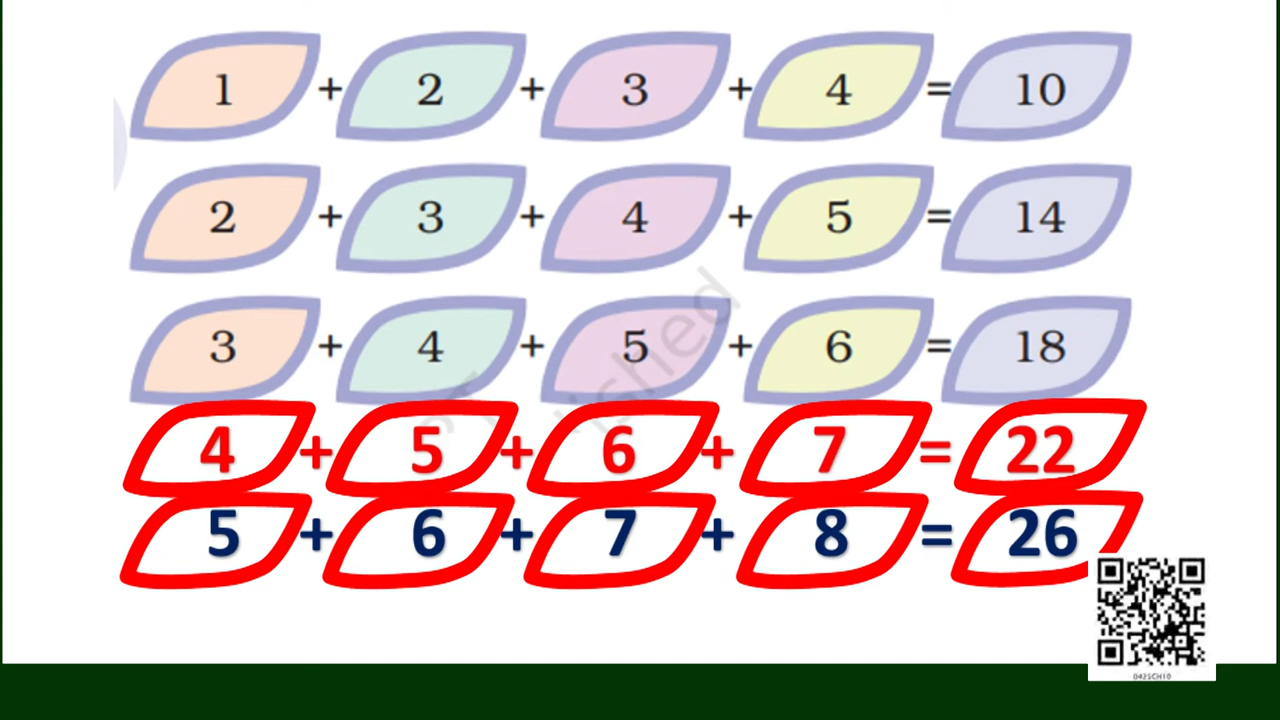 1 + 2 + 3 + 4 = 10
2 + 3 + 4 + 5 = 14
3 + 4 + 5 + 6 = 18
4 + 5 + 6 + 7 = 22
5 + 6 + 7 + 8 = 26